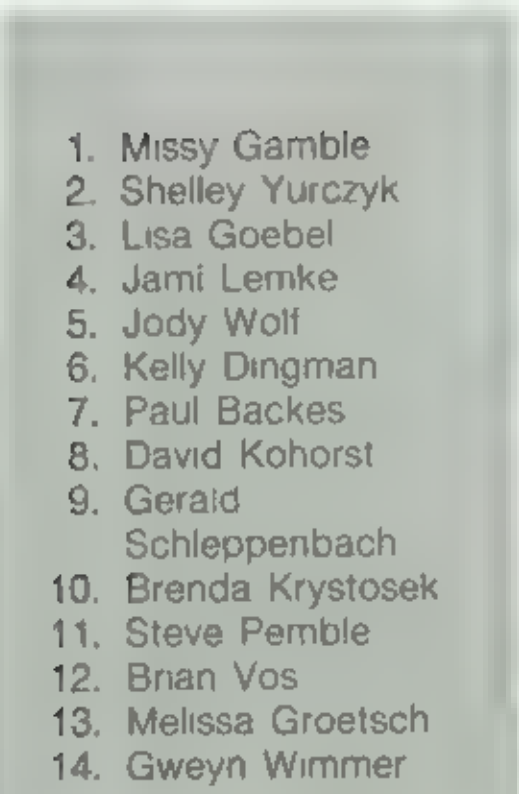 1. Missy Gamble
2. Shelley Yurczyk
3. Lisa Goebel
4. Jami Lemke
5. Jody Wolf
6. Kelly Dingman
7. Paul Backes
8. David Kohorst
9. Gerald
Schleppenbach
10. Brenda Krystosek
11. Steve Pemble
12. Brian Vos
13. Melissa Groetsch
14. Gweyn Wimmer